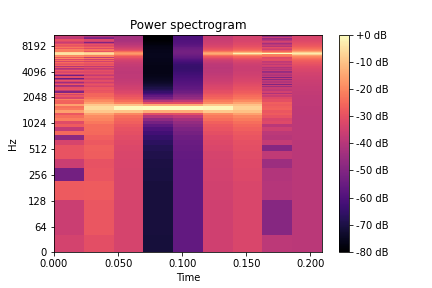 Power spectrogram
8192
4096
2048
1024
512
256
128
64
0
Hz
0.000 0.050 0.100 0.150 0.200
Time
+0 dB
-10 dB
-20 dB
-30 dB
-40 dB
-50 dB
-60 dB
-70 dB
-80 dB